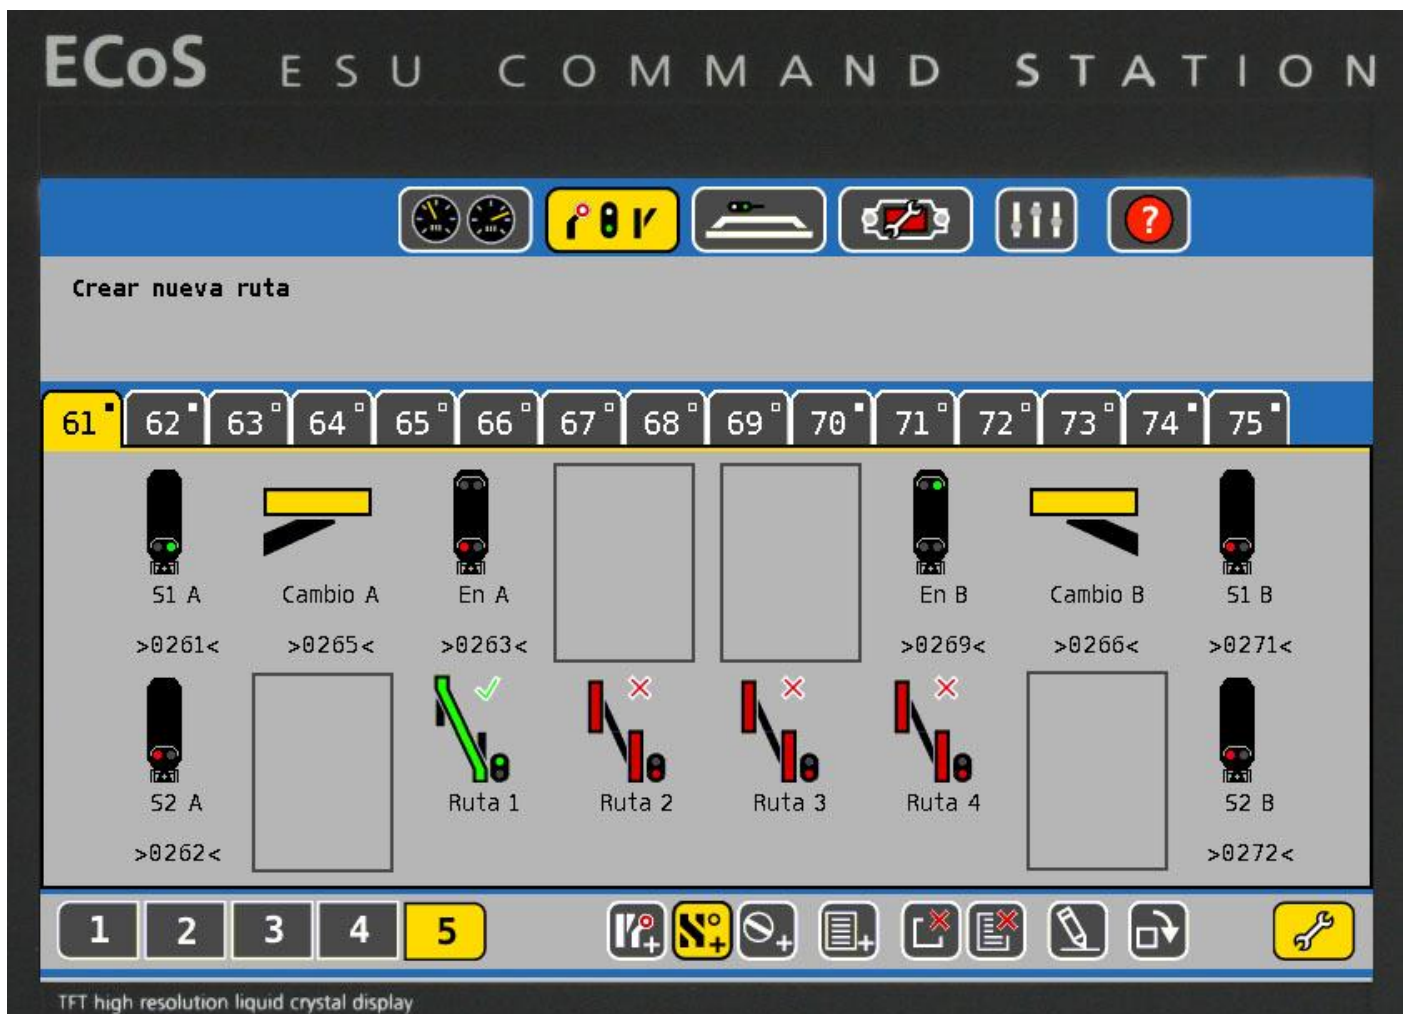 ECoS ESU COMMAND STATION
?
Crear nueva ruta
61 62 63 64 65 66 67 68 69 70 71 72 73 74 75
S1 A Cambio A En A En B Cambio B S1 B
>0261< >0265< >0263< >0269< >0266< >0271<
S2 A Ruta 1 Ruta 2 Ruta 3 Ruta 4 S2 B
>0262< >0272<
1 2 3 4 5
TFT high resolution liquid crystal display